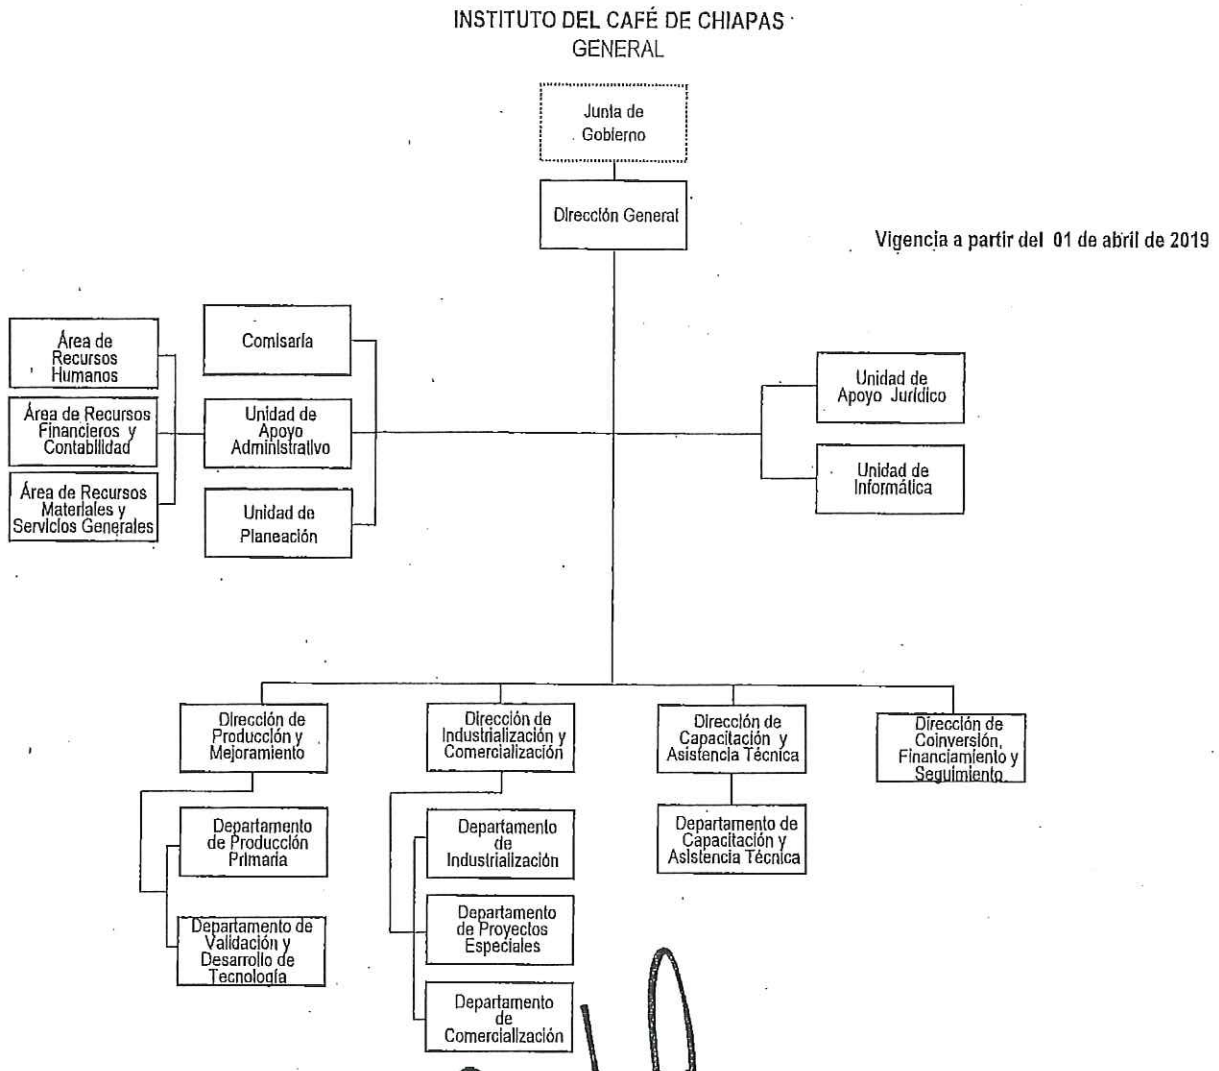 INSTITUTO DEL CAFÉ DE CHIAPAS
GENERAL
Junta de
Gobierno
Dirección General
Vigencia a partir del 01 de abril de 2019
Área de
Recursos
Humanos
Comisaría
Área de Recursos
Financieros y
Contabilidad
Unidad de
Apoyo
Administrativo
Área de Recursos
Materiales y
Servicios Generales
Unidad de
Planeación
Unidad de
Apoyo Jurídico
Unidad de
Informática
Dirección de
Producción y
Mejoramiento
Dirección de
Industrialización y
Comercialización
Dirección de
Capacitación y
Asistencia Técnica
Dirección de
Coinversión,
Financiamiento y
Seguimiento
Departamento
de Producción
Primaria
Departamento
de
Industrialización
Departamento de
Capacitación y
Asistencia Técnica
Departamento de
Validación y
Desarrollo de
Tecnología
Departamento
de Proyectos
Especiales
Departamento
de
Comercialización